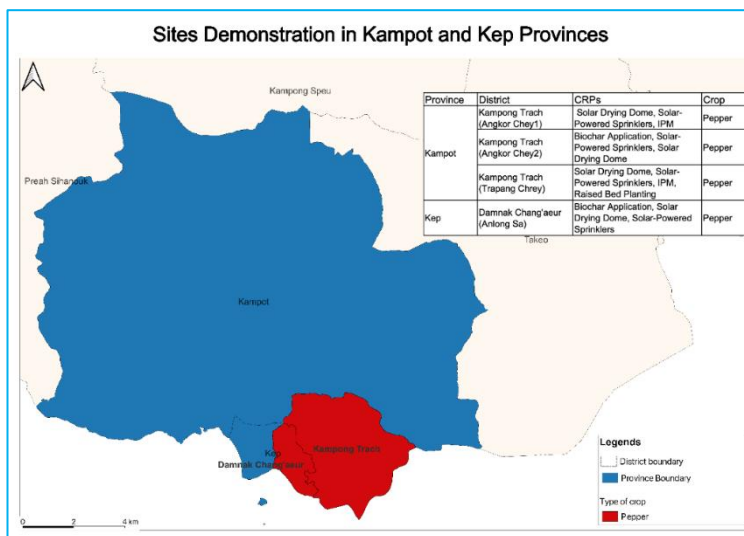 Sites Demonstration in Kampot and Kep Provinces
Kampong Speu
Province District CRPs Crop
Kampot
Kampong Trach
(Angkor Chey1)
Solar Drying Dome, Solar-
Powered Sprinklers, IPM
Pepper
Kampong Trach
(Angkor Chey2)
Biochar Application, Solar-
Powered Sprinklers, Solar
Drying Dome
Pepper
Kampong Trach
(Trapang Chrey)
Solar Drying Dome, Solar-
Powered Sprinklers, IPM,
Raised Bed Planting
Pepper
Kep
Damnak Chang'aeur
(Anlong Sa)
Biochar Application, Solar
Drying Dome, Solar-Powered
Sprinklers
Pepper
Preah Sihanouk
Takeo
Kampot
Kep
Damnak Chang'aeur
Kampong Trach
Legends
District boundary
Province Boundary
Type of crop
Pepper
0 2 4 km